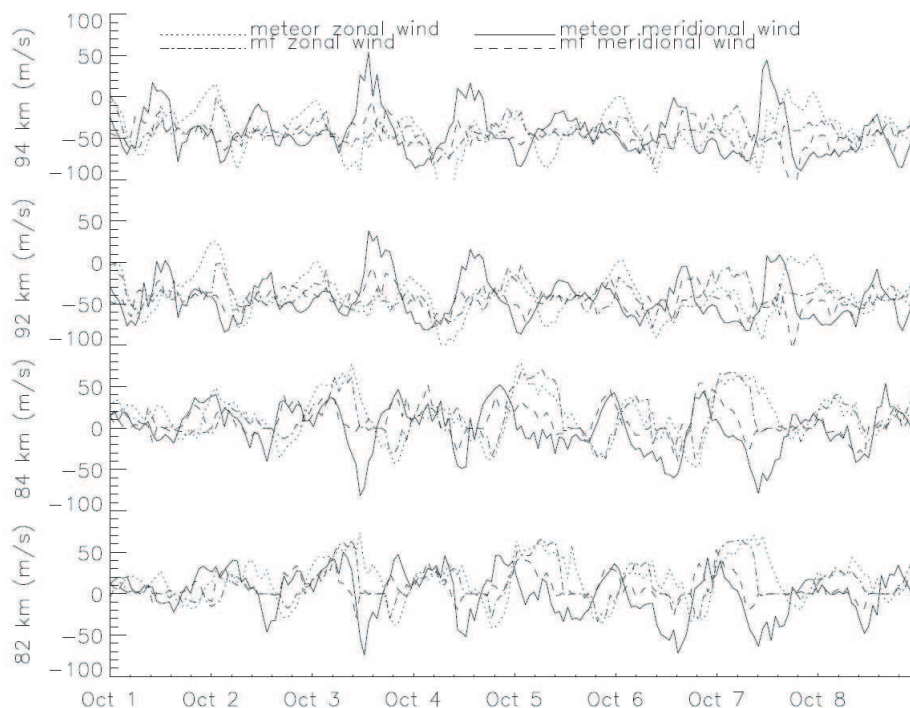 100
meteor zonal wind
meteor meridional wind
mf zonal wind
mf meridional wind
50
0
−50
−100
94 km (m/s)
50
0
−50
−100
92 km (m/s)
50
0
−50
−100
84 km (m/s)
50
0
−50
−100
82 km (m/s)
Oct 1 Oct 2 Oct 3 Oct 4 Oct 5 Oct 6 Oct 7 Oct 8